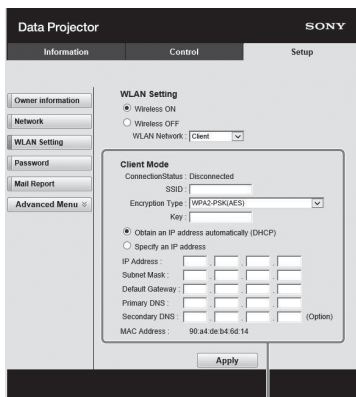 Data Projector SONY
Information Control Setup
Owner information
Network
WLAN Setting
Password
Mail Report
Advanced Menu
WLAN Setting
Wireless ON
Wireless OFF
WLAN Network : Client
Client Mode
ConnectionStatus : Disconnected
SSID :
Encryption Type : WPA2-PSK(AES)
Key :
Obtain an IP address automatically (DHCP)
Specify an IP address
IP Address : . . .
Subnet Mask : . . .
Default Gateway : . . .
Primary DNS : . . .
Secondary DNS : . . . (Option)
MAC Address : 90:a4:de:b4:6d:14
Apply